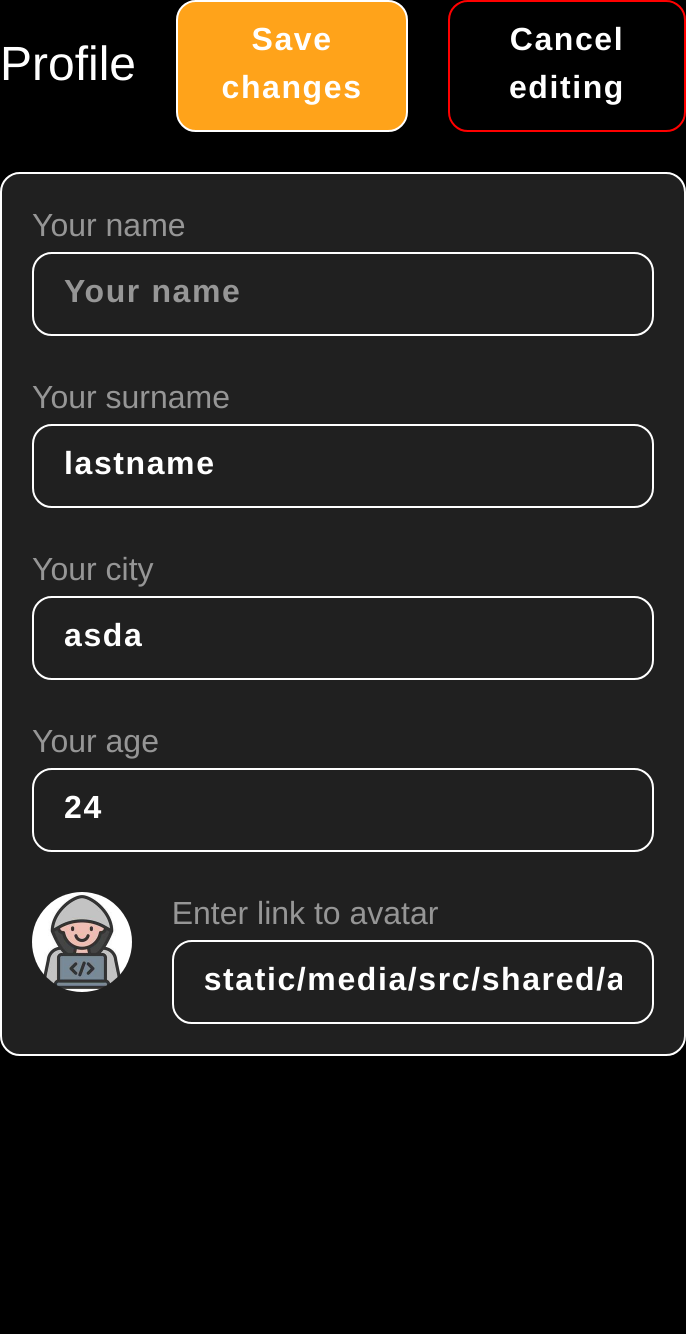 Profile
Save
changes
Cancel
editing
Your name
Your name
Your surname
lastname
Your city
asda
Your age
24
Enter link to avatar
static/media/src/shared/a